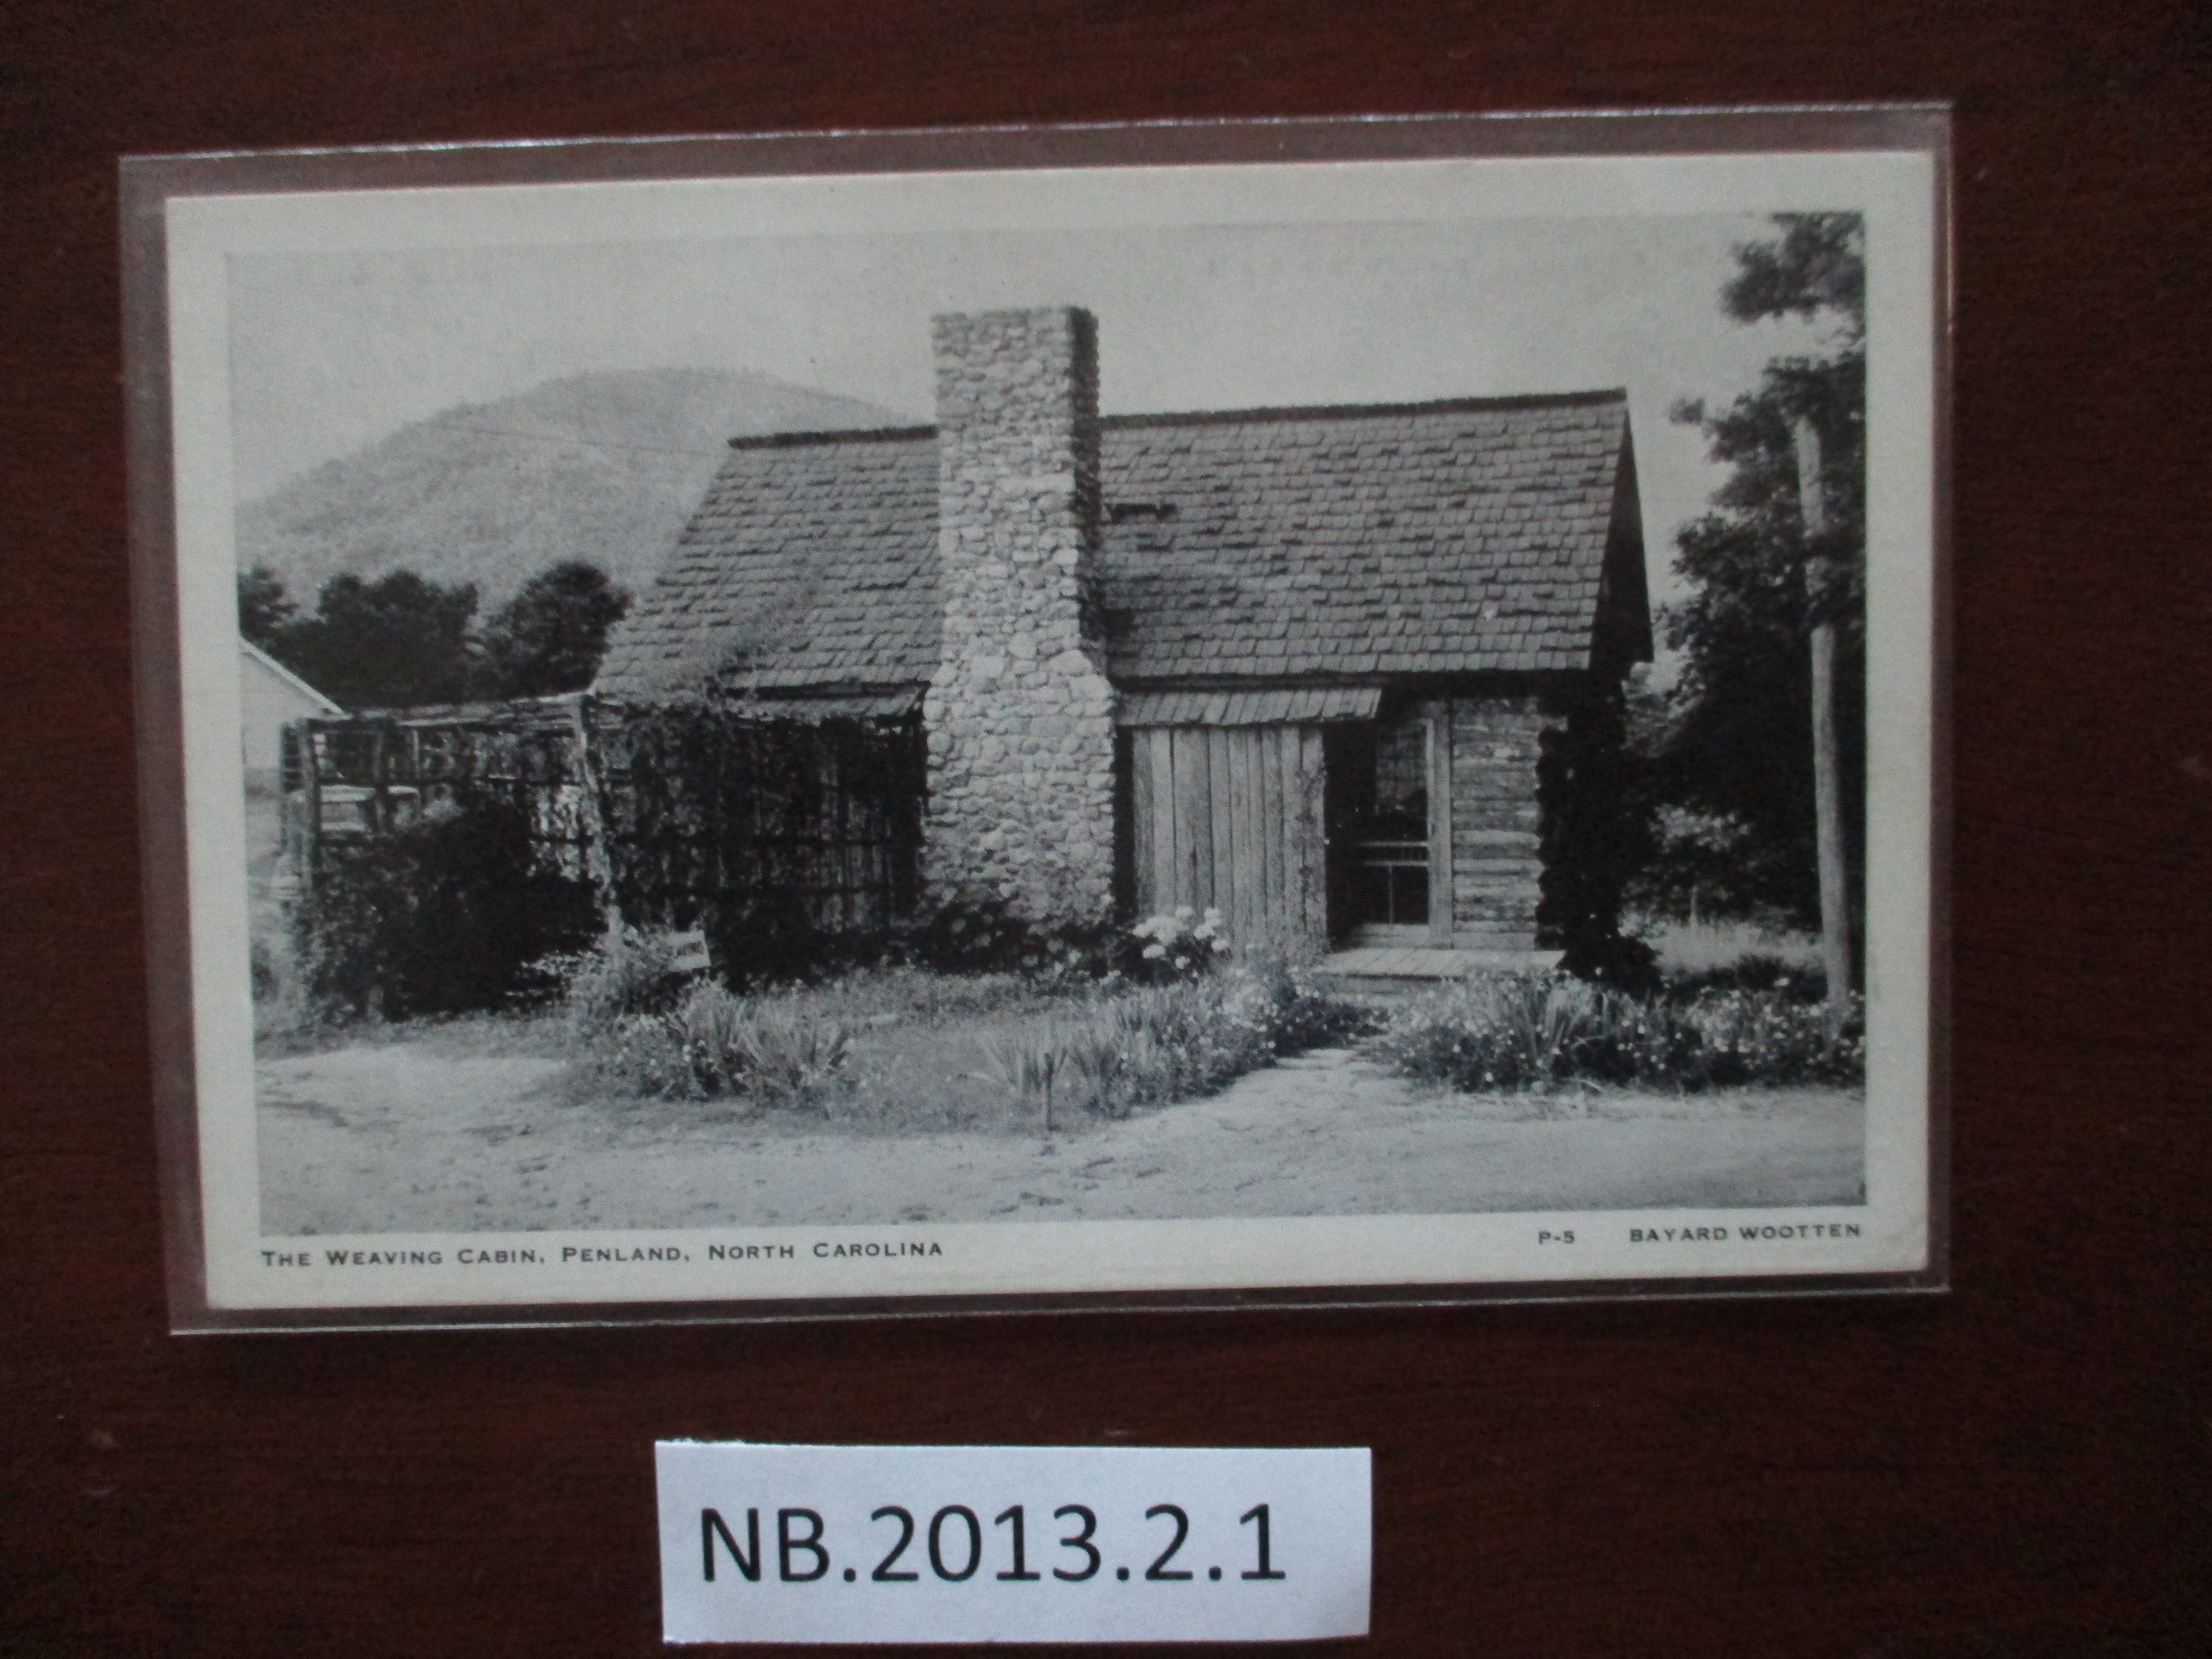 The Weaving Cabin, Penland, North Carolina
P-5 BAYARD WOOTTEN
NB.2013.2.1